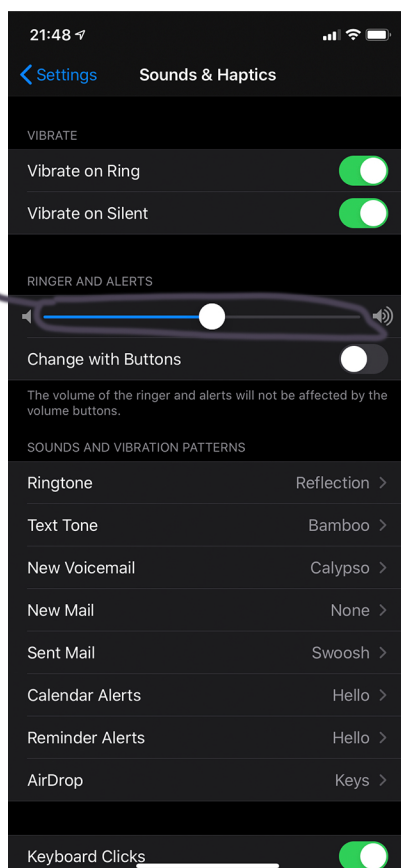 21:48
Settings
Sounds & Haptics
VIBRATE
Vibrate on Ring
Vibrate on Silent
RINGER AND ALERTS
Change with Buttons
The volume of the ringer and alerts will not be affected by the
volume buttons.
SOUNDS AND VIBRATION PATTERNS
Ringtone Reflection
Text Tone Bamboo
New Voicemail Calypso
New Mail None
Sent Mail Swoosh
Calendar Alerts Hello
Reminder Alerts Hello
AirDrop Keys
Keyboard Clicks